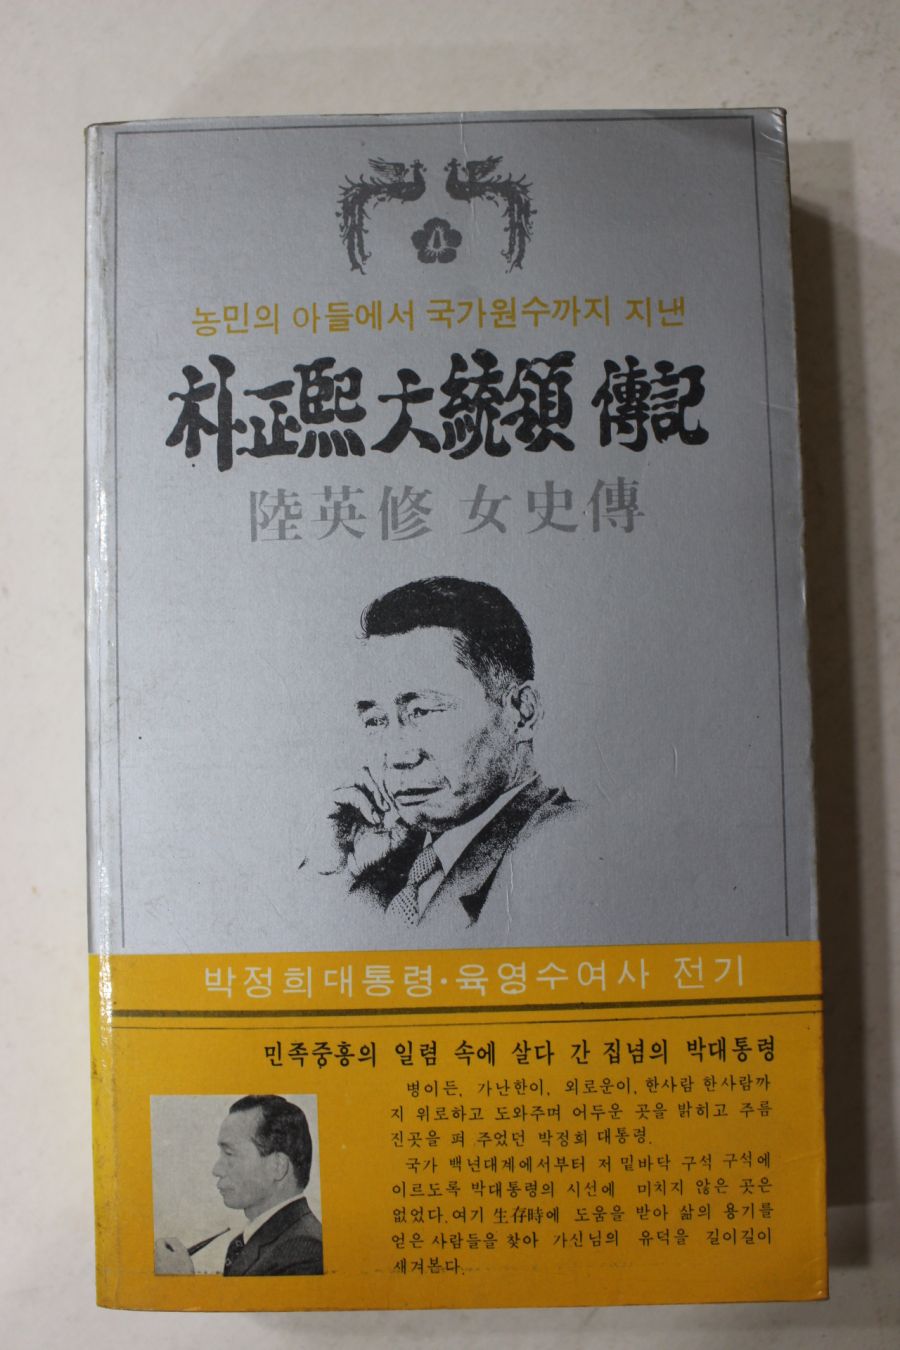 농민의 아들에서 국가원수까지 지낸
朴正熙 大統領 傳記
陸英修 女史傳
박정희대통령·육영수여사 전기
민족중흥의 일렴 속에 살다 간 집념의 박대통령
병이든, 가난한이, 외로운이, 한사람 한사람까
지 위로하고 도와주며 어두운 곳을 밝히고 주름
진곳을 펴 주었던 박정희 대통령.
국가 백년대계에서부터 저 밑바닥 구석 구석에
이르도록 박대통령의 시선에 미치지 않은 곳은
없었다. 여기 生存時에 도움을 받아 삶의 용기를
얻은 사람들을 찾아 가신님의 유덕을 길이길이
새겨본다.